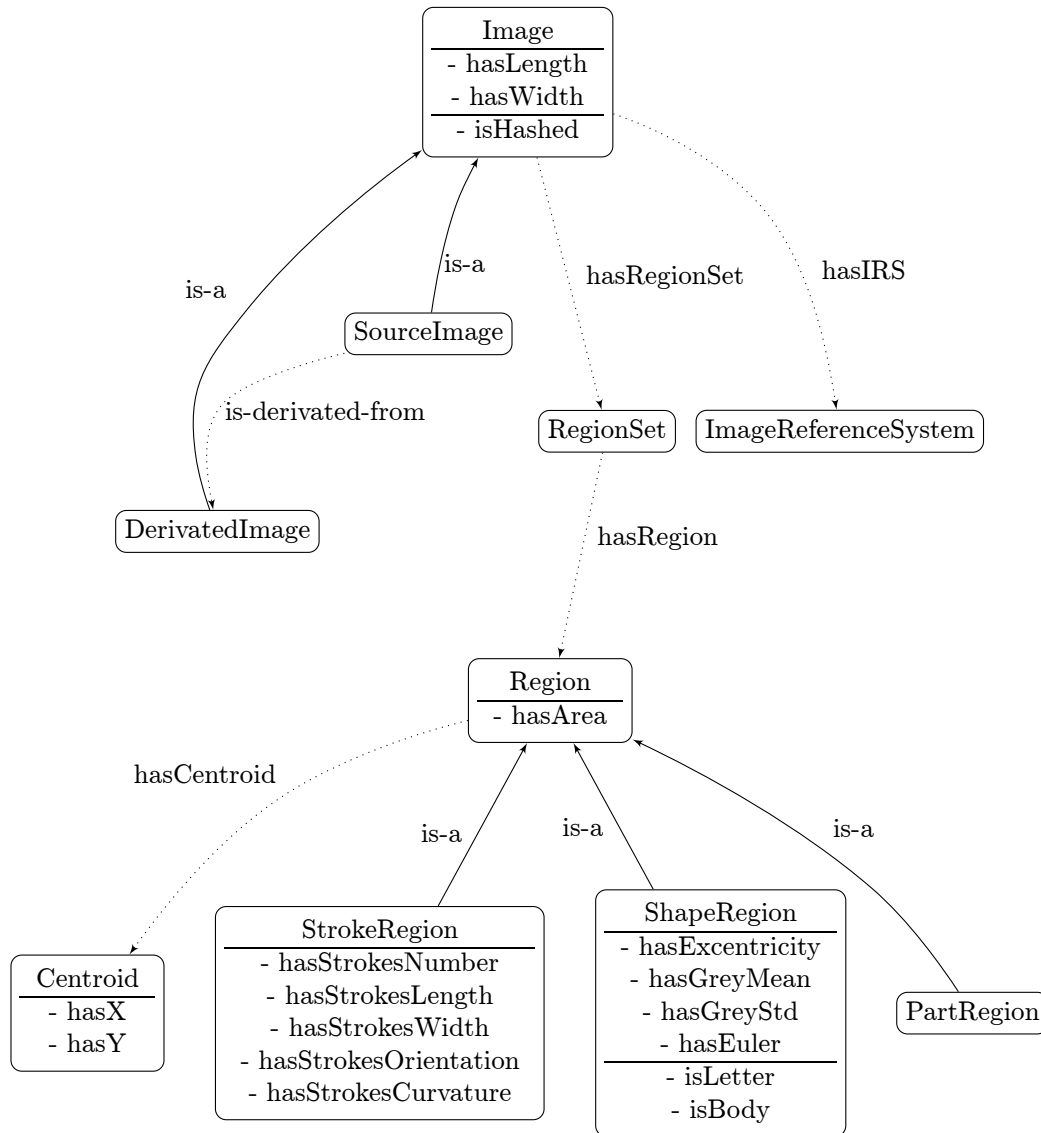 Image
- hasLength
- hasWidth
- isHashed
is-a
is-a
hasRegionSet
hasIRS
SourceImage
is-derivated-from
RegionSet
ImageReferenceSystem
DerivatedImage
hasRegion
Region
- hasArea
hasCentroid
is-a
is-a
is-a
Centroid
- hasX
- hasY
StrokeRegion
- hasStrokesNumber
- hasStrokesLength
- hasStrokesWidth
- hasStrokesOrientation
- hasStrokesCurvature
ShapeRegion
- hasExcentricity
- hasGreyMean
- hasGreyStd
- hasEuler
- isLetter
- isBody
PartRegion